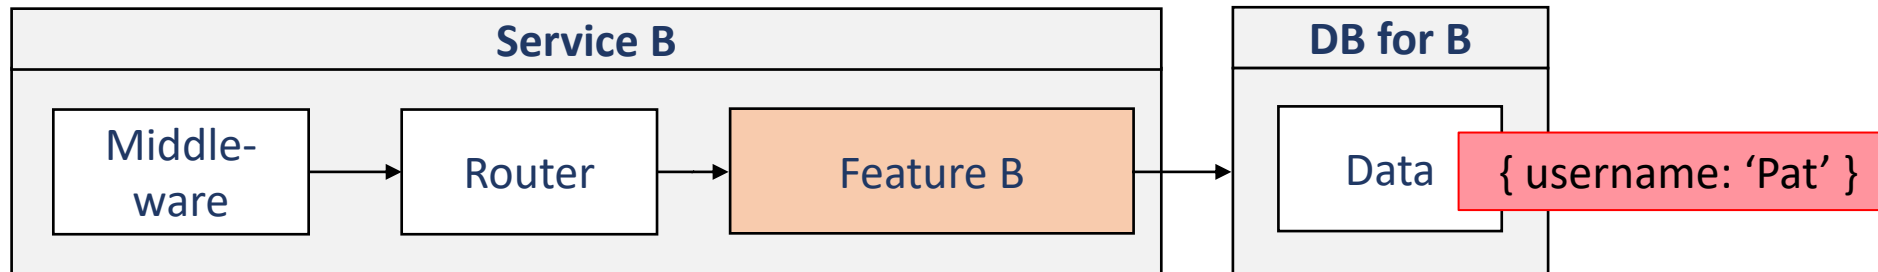 Service B
DB for B
Middle-
ware
Router
Feature B
Data
{ username: ‘Pat’ }